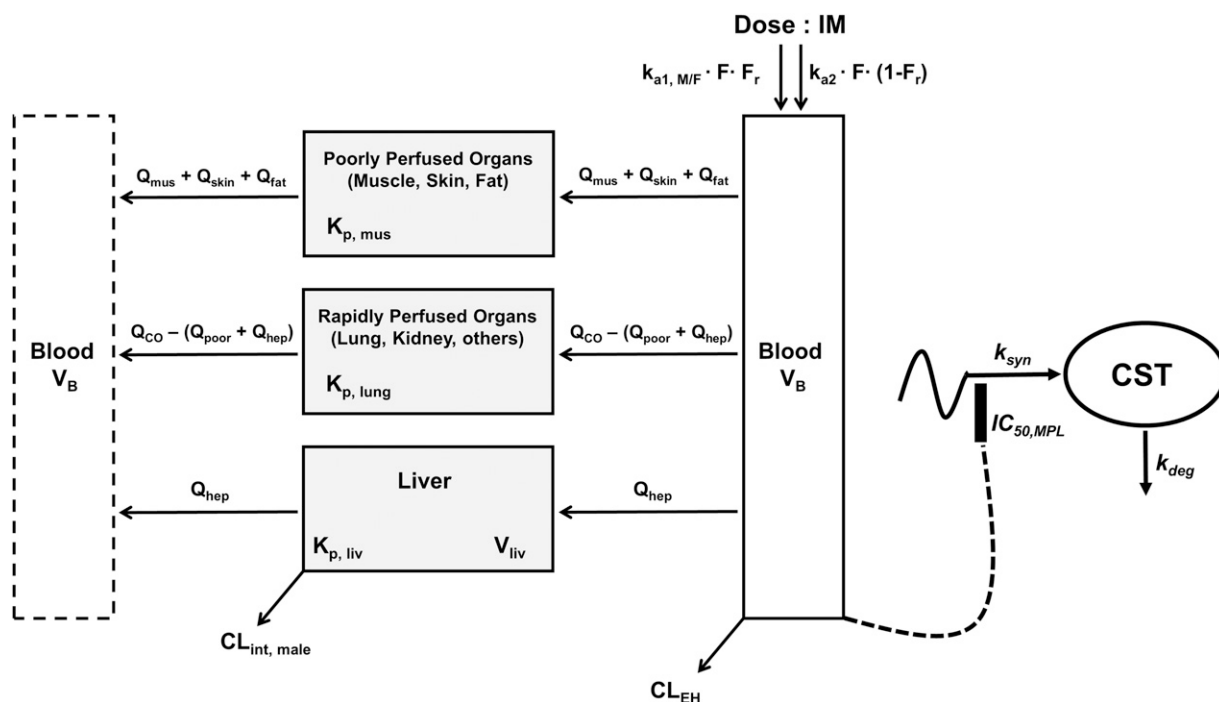 Dose : IM
k_a1, M/F · F· F_r
k_a2 · F· (1-F_r)
Poorly Perfused Organs
(Muscle, Skin, Fat)
K_p, mus
Q_mus + Q_skin + Q_fat
Q_mus + Q_skin + Q_fat
Rapidly Perfused Organs
(Lung, Kidney, others)
K_p, lung
Q_CO – (Q_poor + Q_hep)
Q_CO – (Q_poor + Q_hep)
Blood
V_B
Blood
V_B
Liver
K_p, liv
V_liv
Q_hep
Q_hep
CL_int, male
CL_EH
k_syn
CST
IC_50,MPL
k_deg